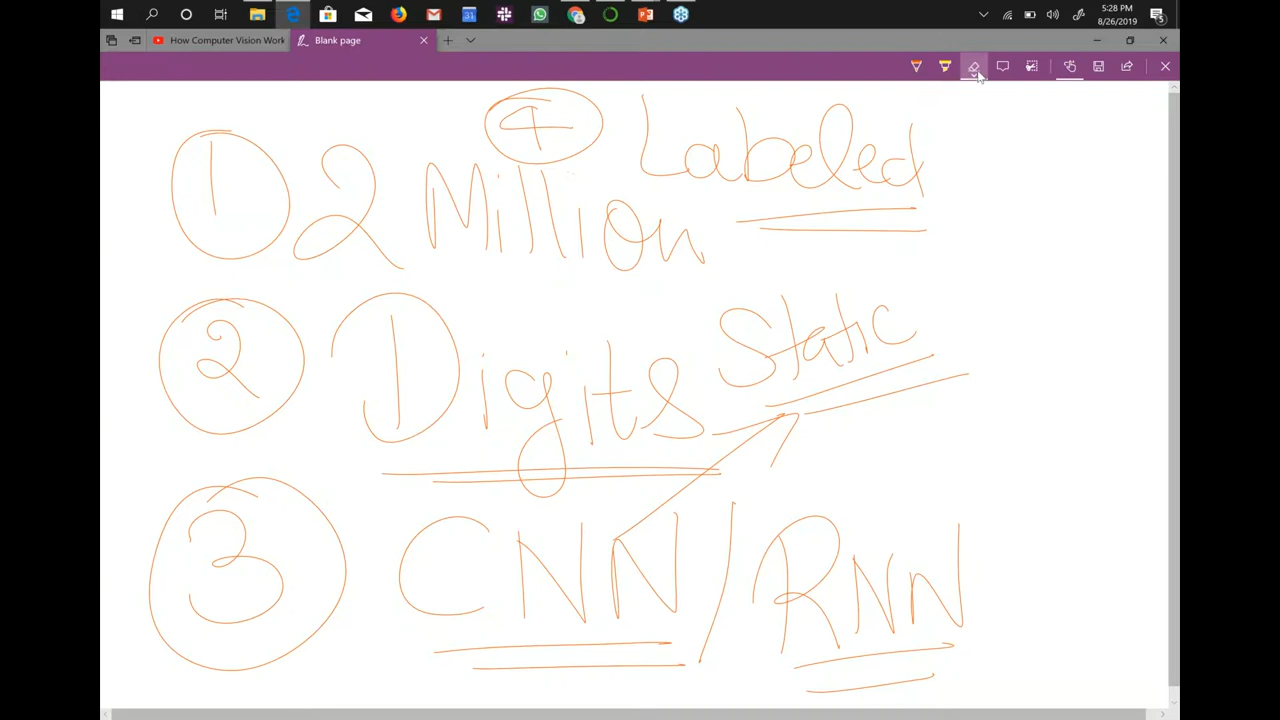 5:28 PM
8/26/2019
How Computer Vision Work
Blank page
4 Labeled
1 2 Million
2 Digits Static
3 CNN / RNN